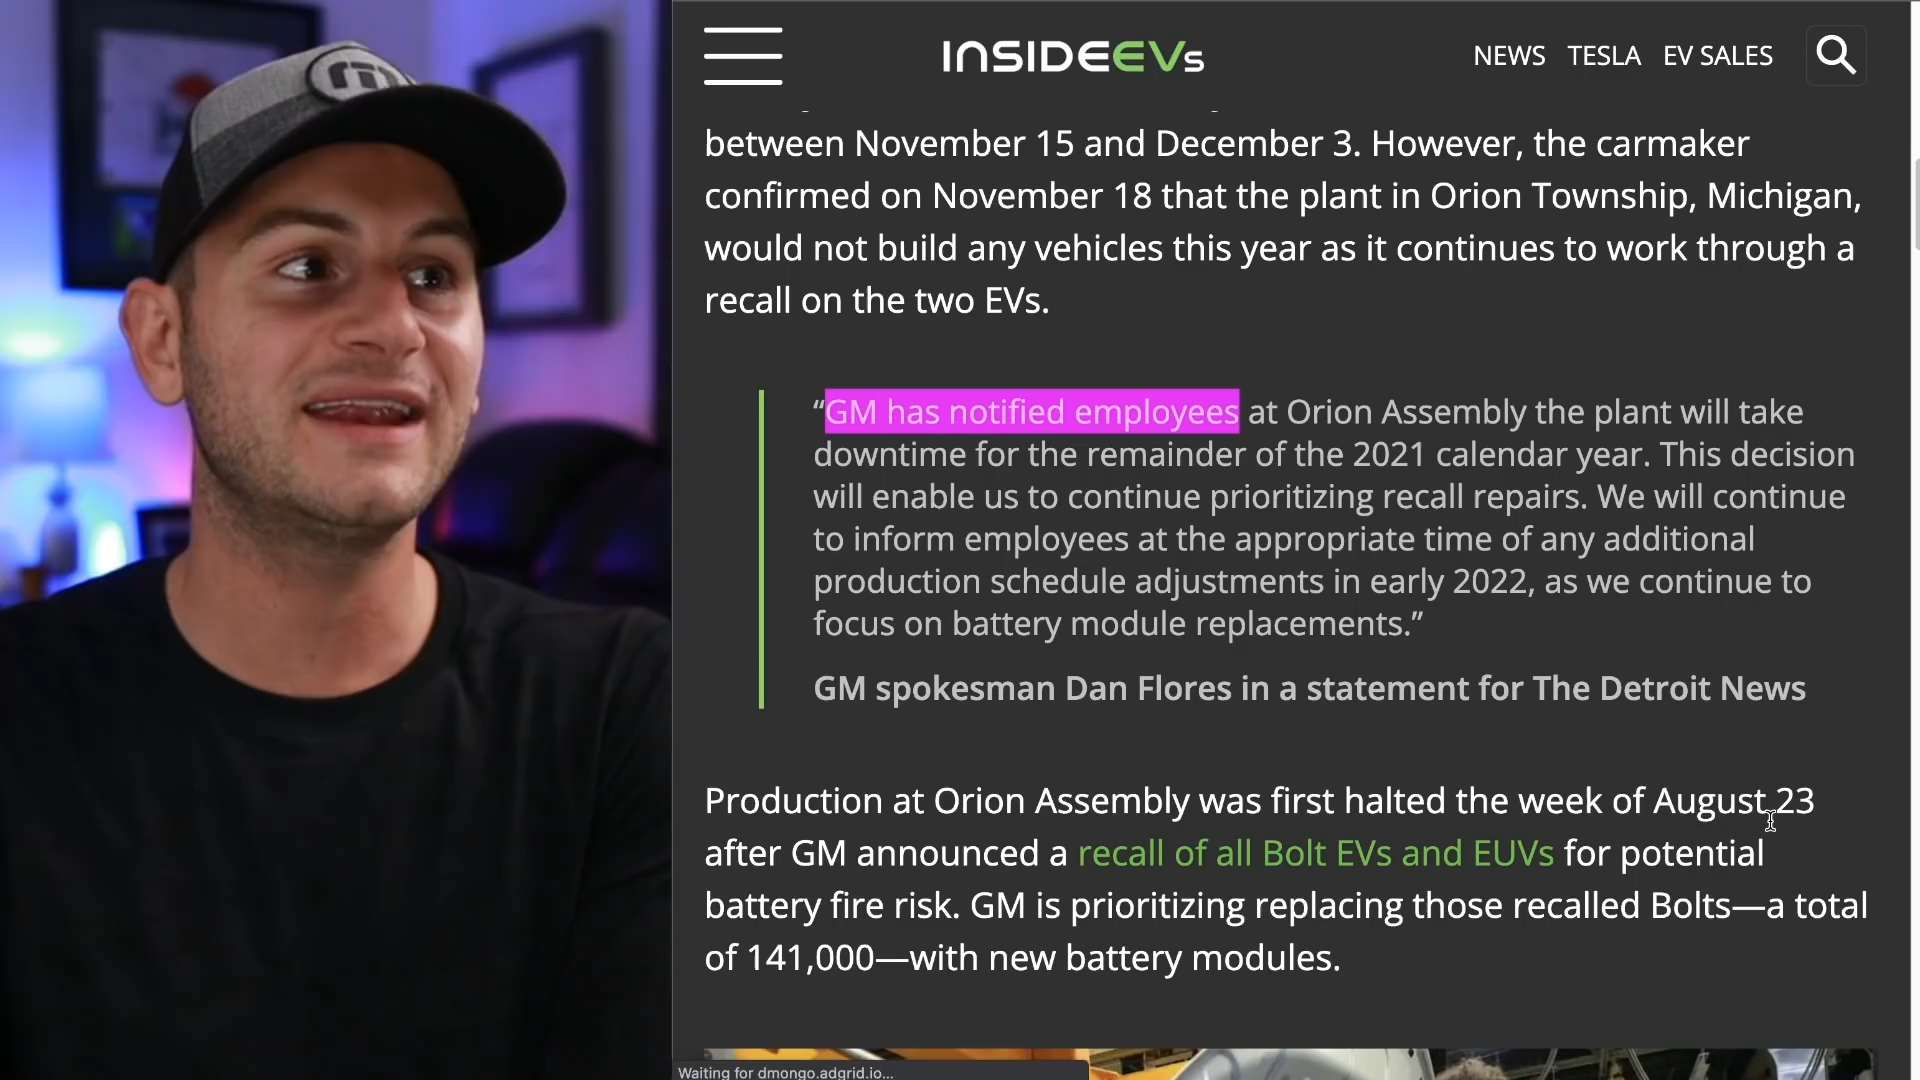 INSIDEEVs
NEWS TESLA EV SALES
between November 15 and December 3. However, the carmaker
confirmed on November 18 that the plant in Orion Township, Michigan,
would not build any vehicles this year as it continues to work through a
recall on the two EVs.
“GM has notified employees at Orion Assembly the plant will take
downtime for the remainder of the 2021 calendar year. This decision
will enable us to continue prioritizing recall repairs. We will continue
to inform employees at the appropriate time of any additional
production schedule adjustments in early 2022, as we continue to
focus on battery module replacements.”
GM spokesman Dan Flores in a statement for The Detroit News
Production at Orion Assembly was first halted the week of August 23
after GM announced a recall of all Bolt EVs and EUVs for potential
battery fire risk. GM is prioritizing replacing those recalled Bolts—a total
of 141,000—with new battery modules.
Waiting for dmongo.adgrid.io...